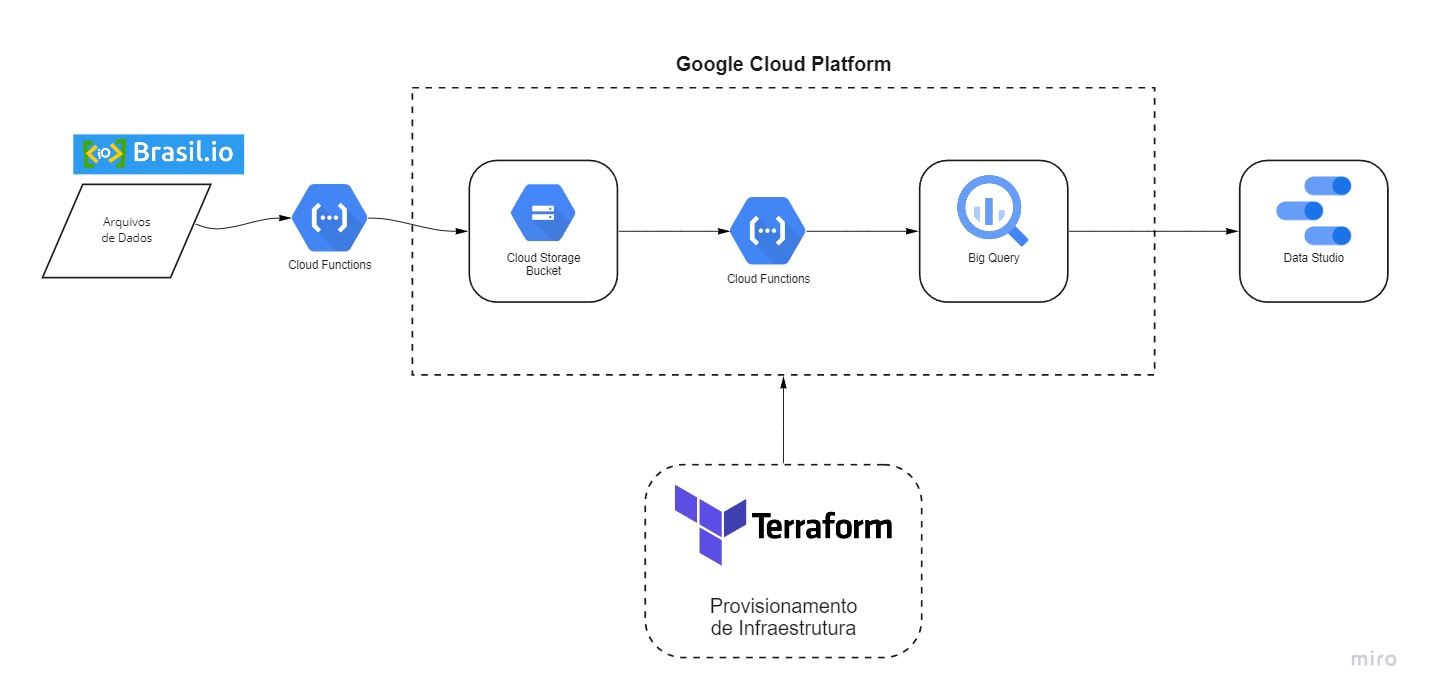 Google Cloud Platform
iO Brasil.io
Arquivos
de Dados
Cloud Functions
Cloud Storage
Bucket
Cloud Functions
Big Query
Data Studio
Terraform
Provisionamento
de Infraestrutura
miro